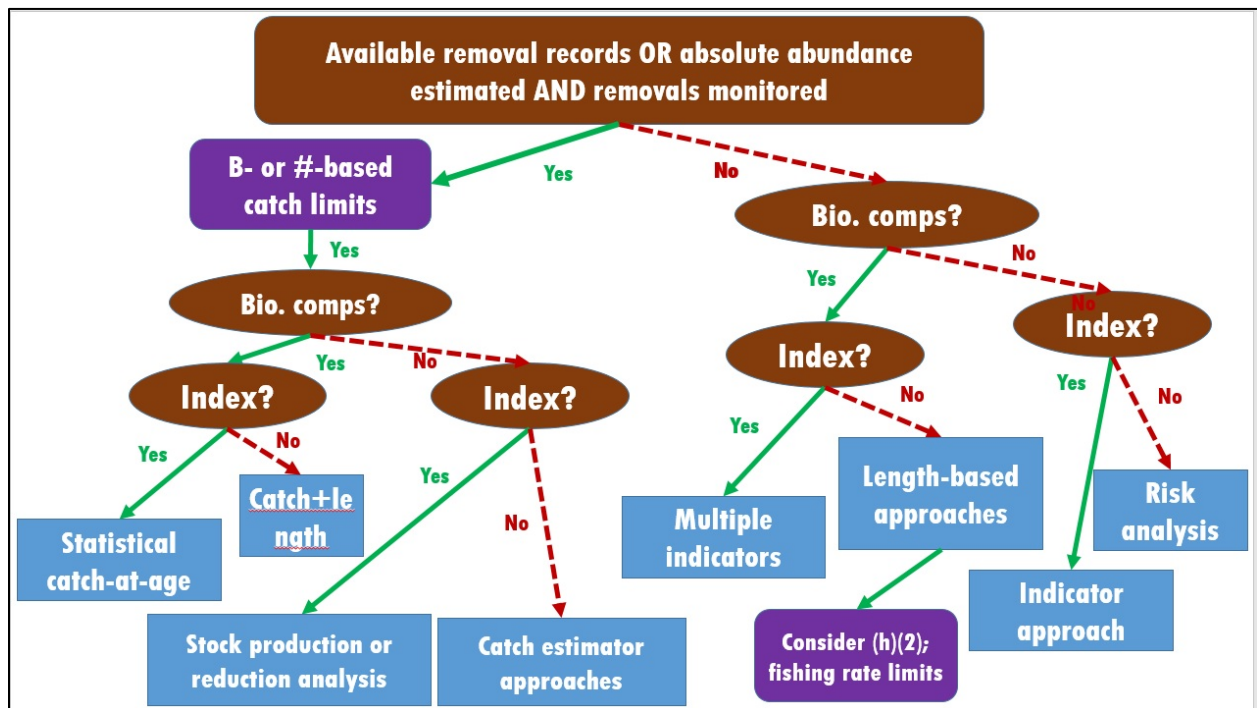 Available removal records OR absolute abundance
estimated AND removals monitored
B- or #-based
catch limits
Yes
No
Yes
Bio. comps?
Bio. comps?
Yes
No
Yes
No
No
Index?
Index?
Index?
Index?
Yes
No
Yes
No
Yes
No
Yes
No
Statistical
catch-at-age
Catch+le
ngth
Stock production or
reduction analysis
Catch estimator
approaches
Multiple
indicators
Length-based
approaches
Consider (h)(2);
fishing rate limits
Indicator
approach
Risk
analysis